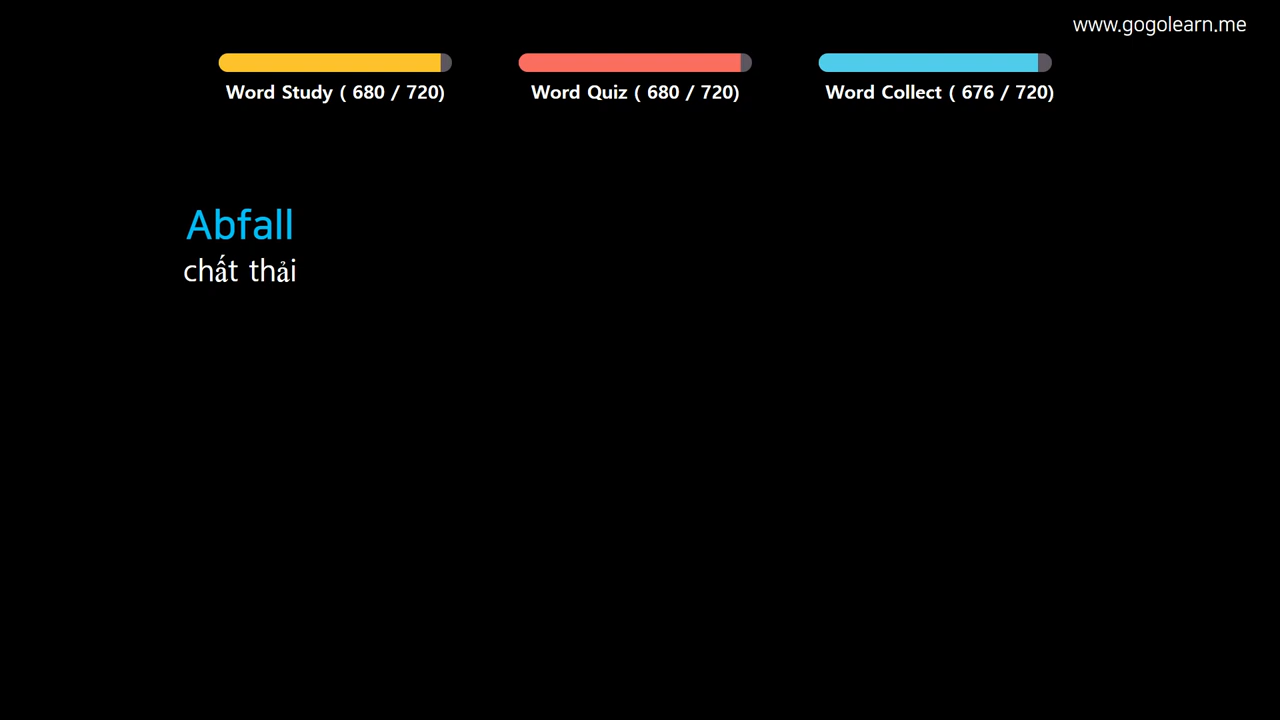 www.gogolearn.me
Word Study ( 680 / 720)
Word Quiz ( 680 / 720)
Word Collect ( 676 / 720)
Abfall
chất thải